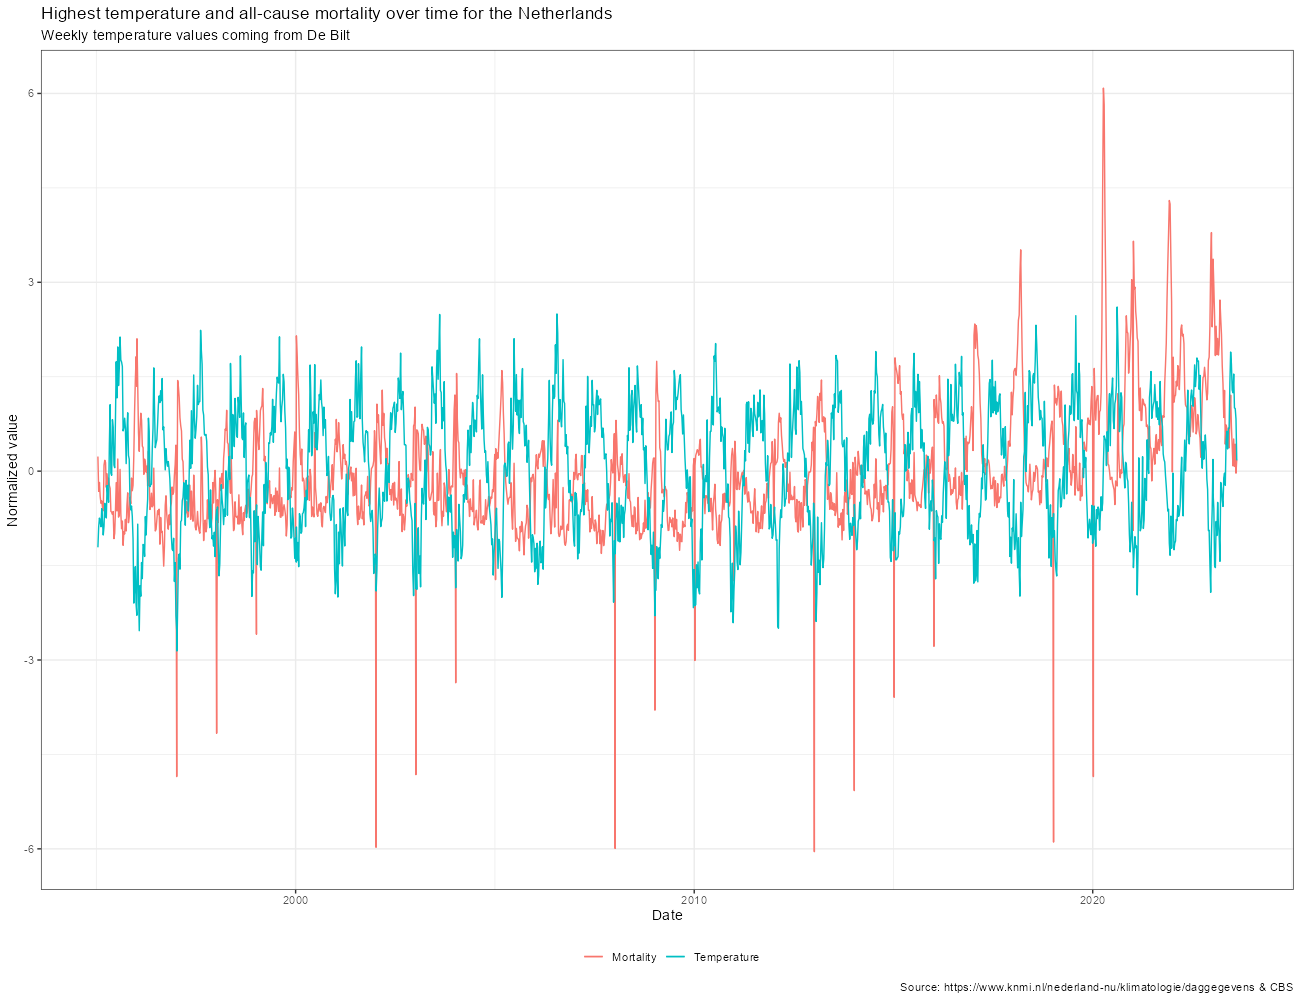 Highest temperature and all-cause mortality over time for the Netherlands
Weekly temperature values coming from De Bilt
Normalized value
6
3
0
-3
-6
2000
2010
2020
Date
Mortality
Temperature
Source: https://www.knmi.nl/nederland-nu/klimatologie/daggegevens & CBS